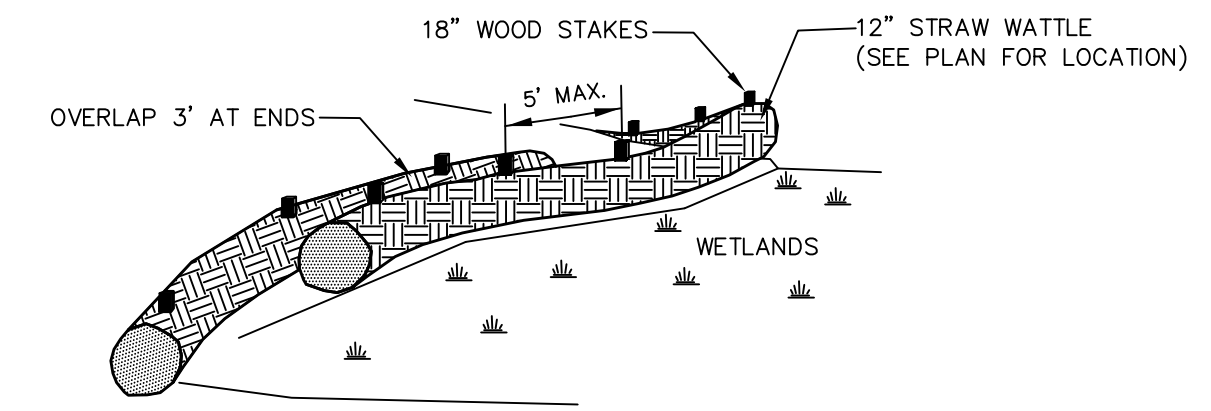 18" WOOD STAKES
12" STRAW WATTLE
(SEE PLAN FOR LOCATION)
5' MAX.
OVERLAP 3' AT ENDS
WETLANDS